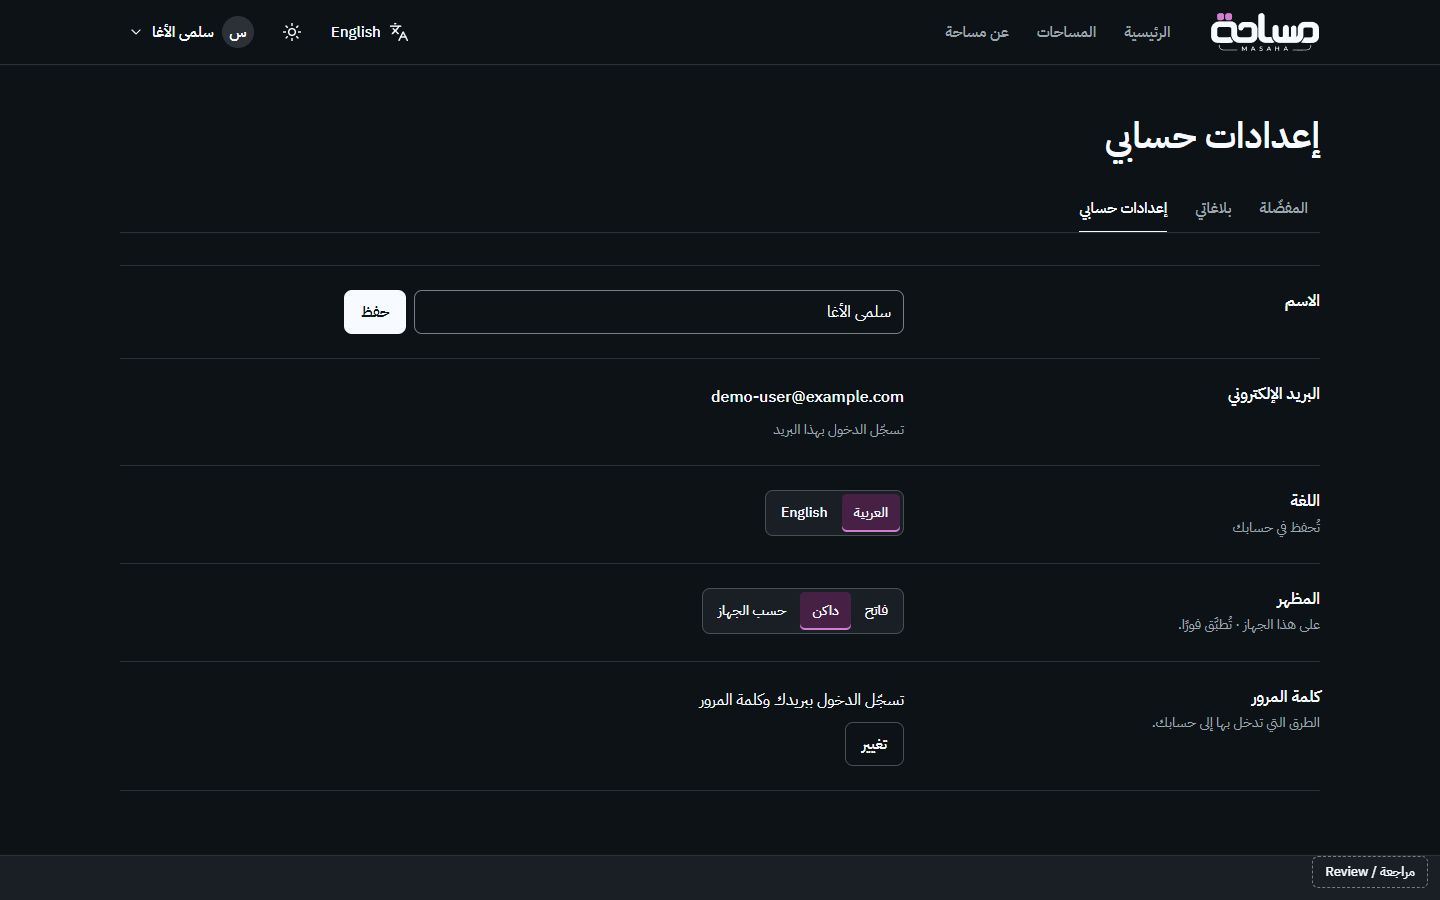 مساحة
MASAHA
الرئيسية
المساحات
عن مساحة
English
س
سلمى الأغا
إعدادات حسابي
المفضّلة
بلاغاتي
إعدادات حسابي
الاسم
سلمى الأغا
حفظ
البريد الإلكتروني
demo-user@example.com
تسجّل الدخول بهذا البريد
اللغة
تُحفظ في حسابك
العربية
English
المظهر
على هذا الجهاز · تُطبَّق فورًا.
فاتح
داكن
حسب الجهاز
كلمة المرور
الطرق التي تدخل بها إلى حسابك.
تسجّل الدخول ببريدك وكلمة المرور
تغيير
مراجعة / Review